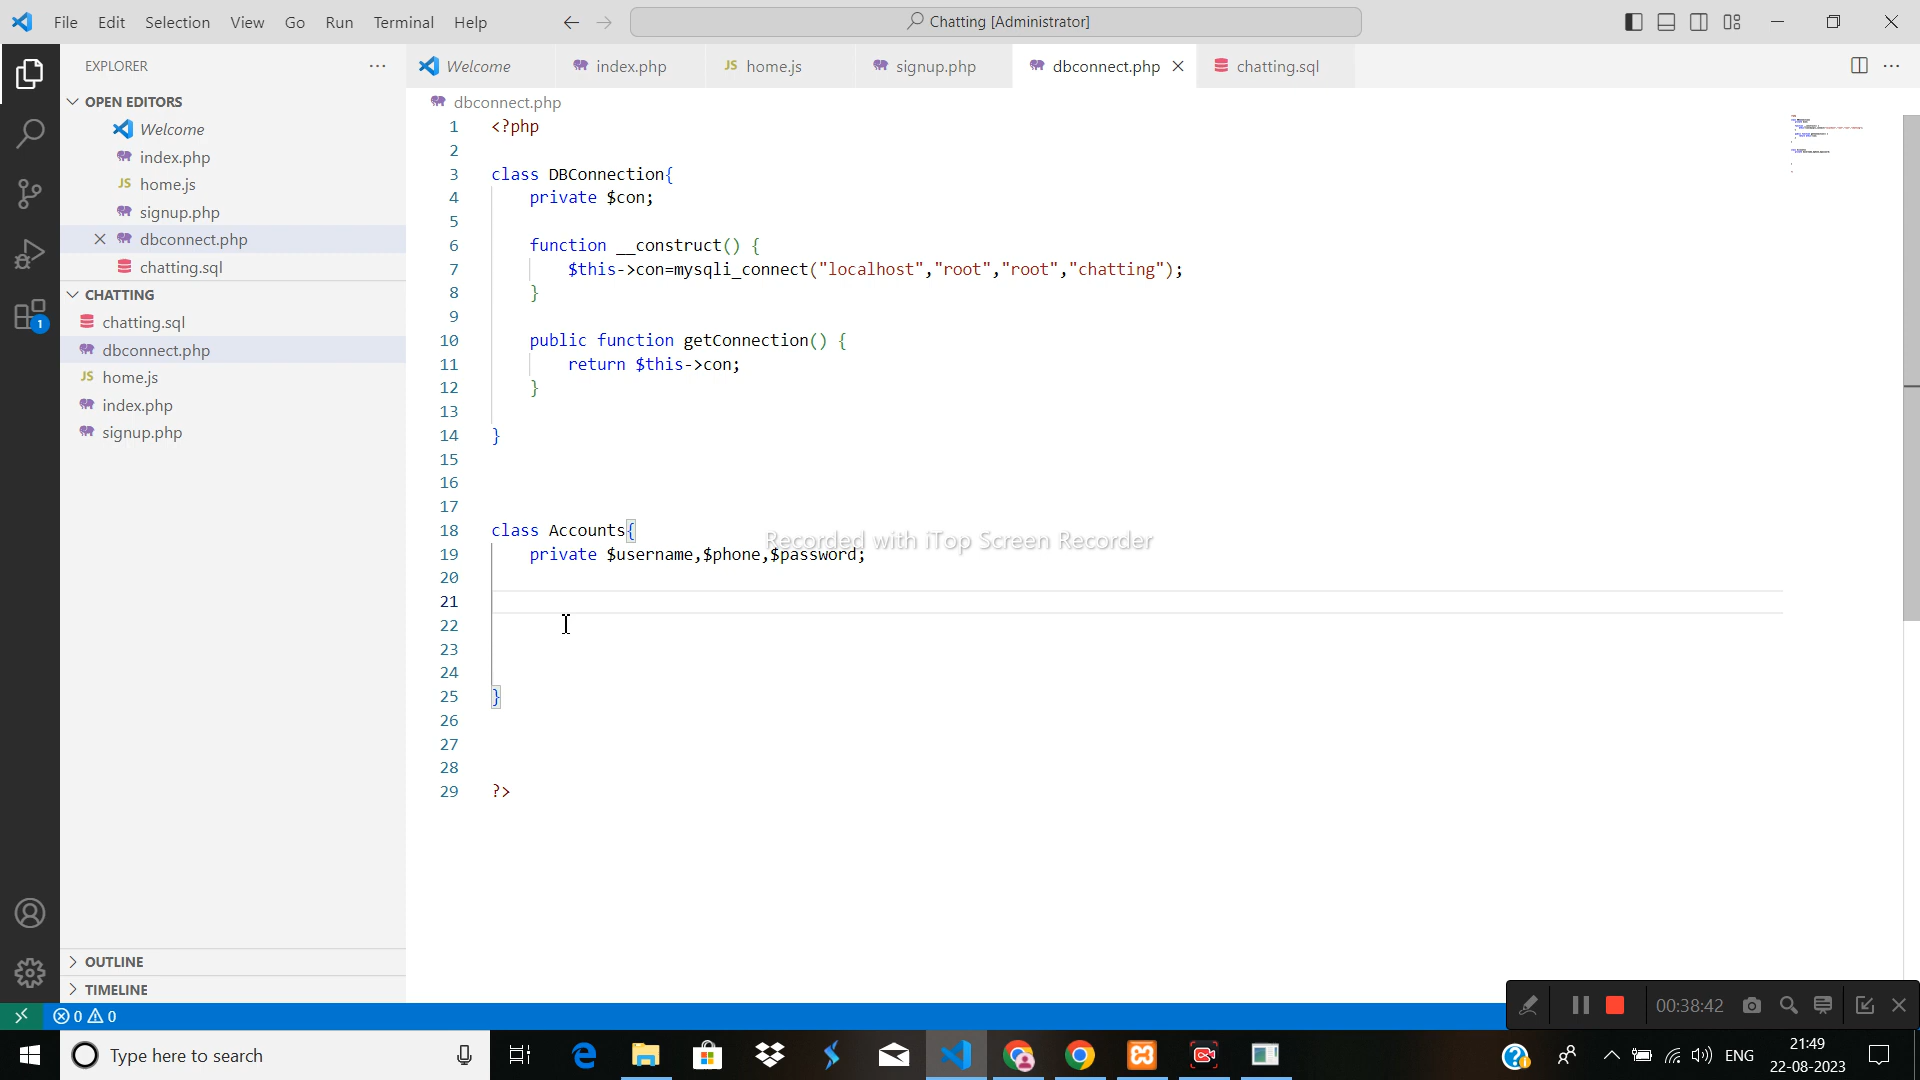 File Edit Selection View Go Run Terminal Help
Chatting [Administrator]
EXPLORER
OPEN EDITORS
Welcome
index.php
JS home.js
signup.php
dbconnect.php
chatting.sql
CHATTING
chatting.sql
dbconnect.php
JS home.js
index.php
signup.php
OUTLINE
TIMELINE
1
Welcome index.php JS home.js signup.php dbconnect.php chatting.sql
dbconnect.php
1 <?php
2
3 class DBConnection{
4 private $con;
5
6 function __construct() {
7 $this->con=mysqli_connect("localhost","root","root","chatting");
8 }
9
10 public function getConnection() {
11 return $this->con;
12 }
13
14 }
15
16
17
18 class Accounts{
19 private $username,$phone,$password;
20
21
22
23
24
25 }
26
27
28
29 ?>
Recorded with iTop Screen Recorder
0 0
00:38:42
Type here to search
ENG
21:49
22-08-2023